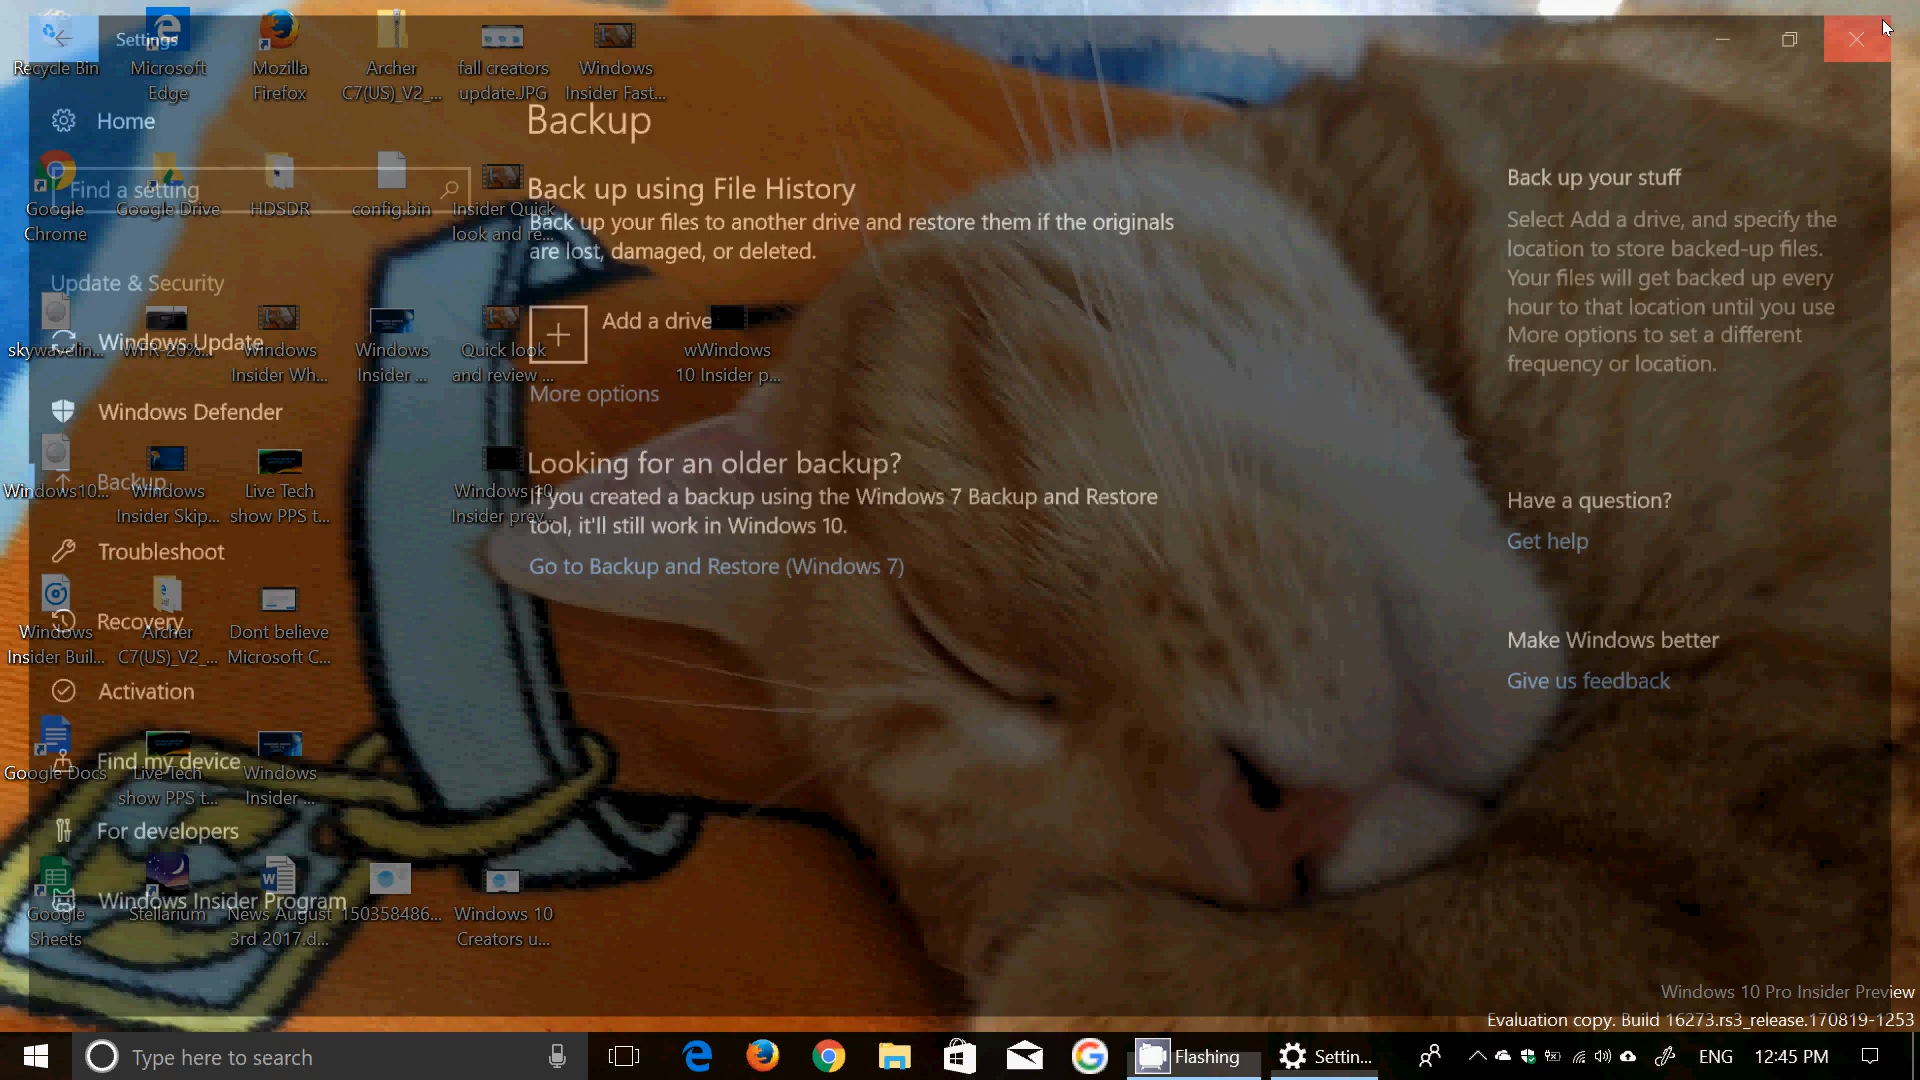 Settings
Home
Find a setting
Update & Security
Windows Update
Windows Defender
Backup
Troubleshoot
Recovery
Activation
Find my device
For developers
Windows Insider Program
Backup
Back up using File History
Back up your files to another drive and restore them if the originals
are lost, damaged, or deleted.
Add a drive
More options
Looking for an older backup?
If you created a backup using the Windows 7 Backup and Restore
tool, it'll still work in Windows 10.
Go to Backup and Restore (Windows 7)
Back up your stuff
Select Add a drive, and specify the
location to store backed-up files.
Your files will get backed up every
hour to that location until you use
More options to set a different
frequency or location.
Have a question?
Get help
Make Windows better
Give us feedback
Recycle Bin
Microsoft
Edge
Mozilla
Firefox
Archer
C7(US)_V2_...
fall creators
update.JPG
Windows
Insider Fast...
Google
Chrome
Google Drive
HDSDR
config.bin
Insider Quick
look and re...
skywavelin...
WFR 20%...
Windows
Insider Wh...
Windows
Insider ...
Quick look
and review ...
wWindows
10 Insider p...
Windows10...
Windows
Insider Skip...
Live Tech
show PPS t...
Windows 10
Insider prev...
Windows
Insider Buil...
Archer
C7(US)_V2_...
Dont believe
Microsoft C...
Google Docs
Live Tech
show PPS t...
Windows
Insider ...
Google
Sheets
Stellarium
News August
3rd 2017.d...
150358486...
Windows 10
Creators u...
Windows 10 Pro Insider Preview
Evaluation copy. Build 16273.rs3_release.170819-1253
Type here to search
Flashing
Settin...
ENG
12:45 PM